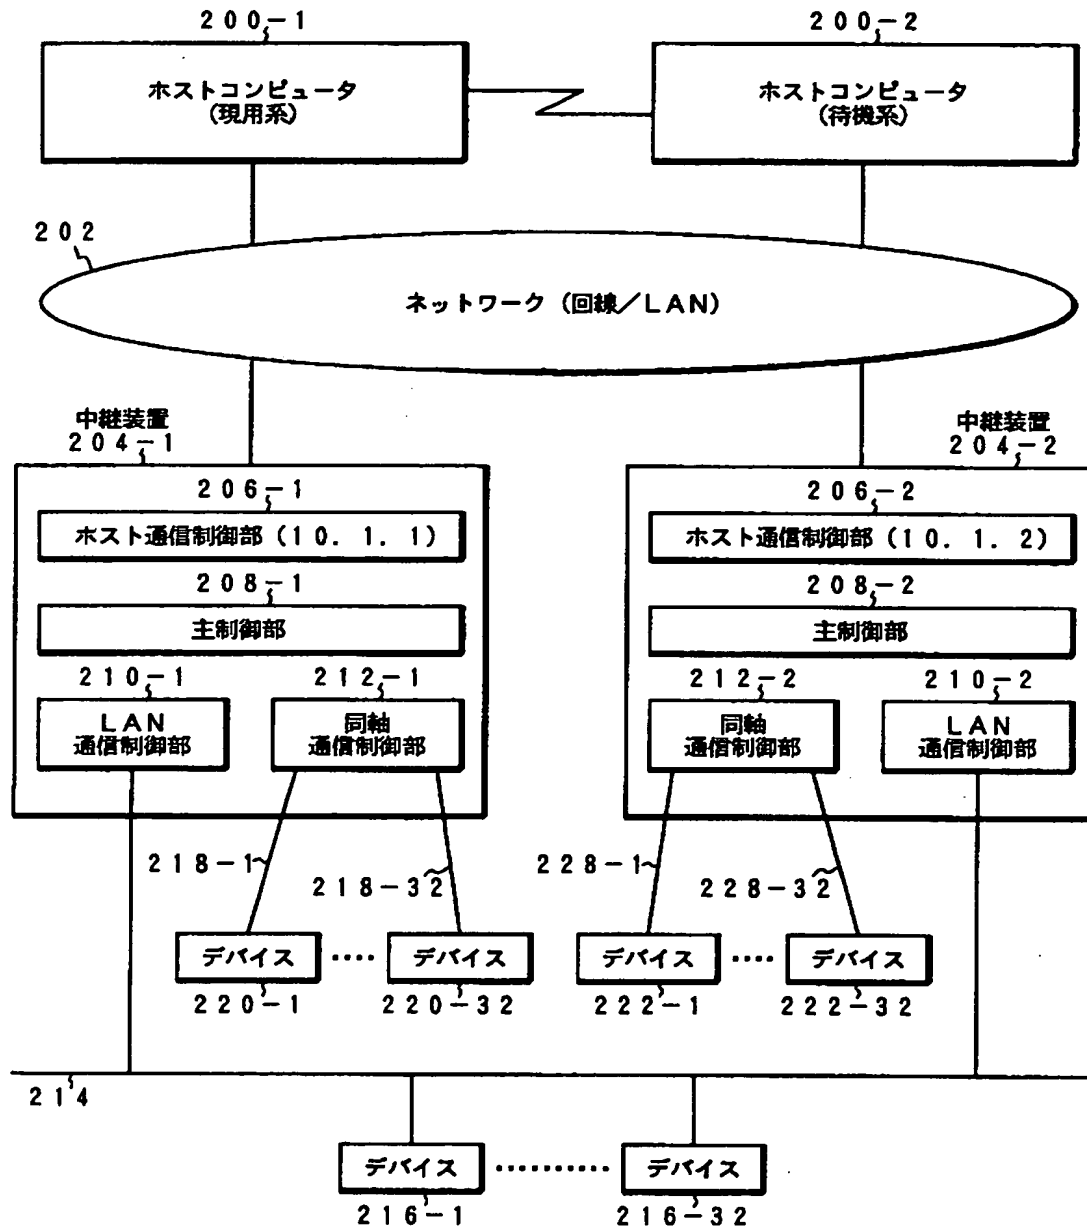 200-1
200-2
ホストコンピュータ
(現用系)
ホストコンピュータ
(待機系)
202
ネットワーク(回線/LAN)
中継装置
204-1
中継装置
204-2
206-1
ホスト通信制御部(10.1.1)
206-2
ホスト通信制御部(10.1.2)
208-1
主制御部
208-2
主制御部
210-1
212-1
212-2
210-2
LAN
通信制御部
同軸
通信制御部
同軸
通信制御部
LAN
通信制御部
218-1
218-32
228-1
228-32
デバイス
····
デバイス
デバイス
····
デバイス
220-1
220-32
222-1
222-32
214
デバイス
··········
デバイス
216-1
216-32